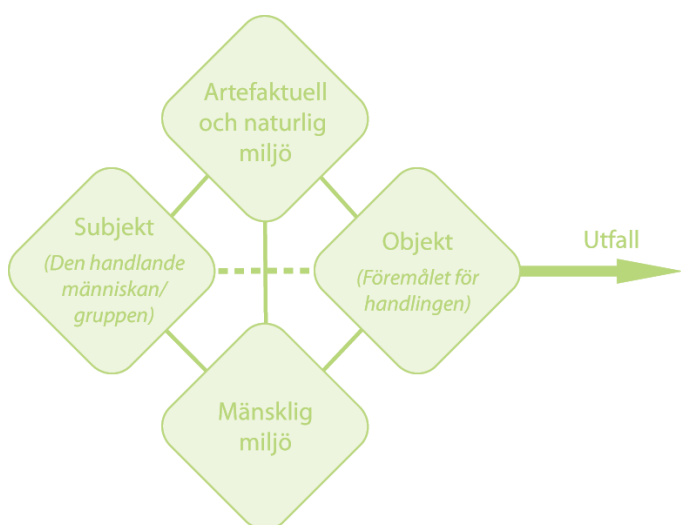 Artefaktuell
och naturlig
miljö
Subjekt
(Den handlande
människan/
gruppen)
Objekt
(Föremålet för
handlingen)
Utfall
Mänsklig
miljö